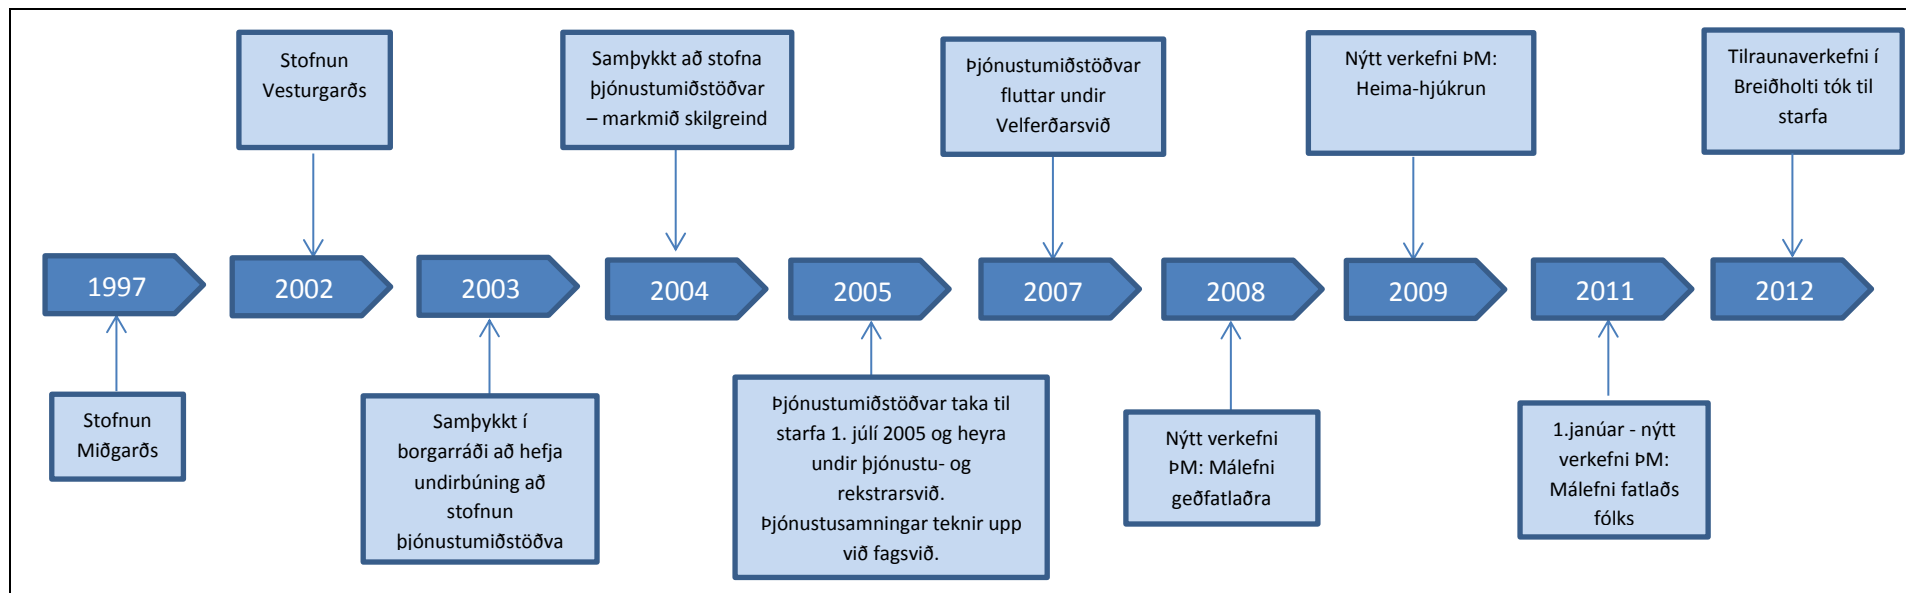 Stofnun
Vesturgarðs
Samþykkt að stofna
þjónustumiðstöðvar
– markmið skilgreind
Þjónustumiðstöðvar
fluttar undir
Velferðarsvið
Nýtt verkefni ÞM:
Heima-hjúkrun
Tilraunaverkefni í
Breiðholti tók til
starfa
1997
2002
2003
2004
2005
2007
2008
2009
2011
2012
Stofnun
Miðgarðs
Samþykkt í
borgarráði að hefja
undirbúning að
stofnun
þjónustumiðstöðva
Þjónustumiðstöðvar taka til
starfa 1. júlí 2005 og heyra
undir þjónustu- og
rekstrarsvið.
Þjónustusamningar teknir upp
við fagsvið.
Nýtt verkefni
ÞM: Málefni
geðfatlaðra
1.janúar - nýtt
verkefni ÞM:
Málefni fatlaðs
fólks